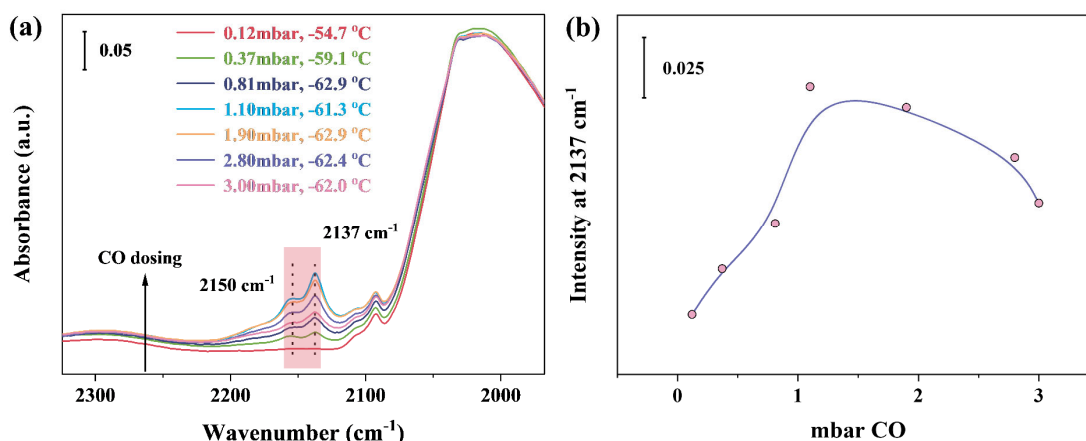 (a)
0.05
0.12mbar, -54.7 °C
0.37mbar, -59.1 °C
0.81mbar, -62.9 °C
1.10mbar, -61.3 °C
1.90mbar, -62.9 °C
2.80mbar, -62.4 °C
3.00mbar, -62.0 °C
Absorbance (a.u.)
CO dosing
2150 cm⁻¹
2137 cm⁻¹
2300
2200
2100
2000
Wavenumber (cm⁻¹)
(b)
0.025
Intensity at 2137 cm⁻¹
0
1
2
3
mbar CO